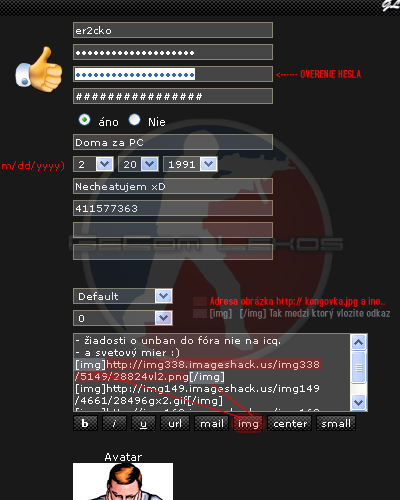 GL
er2cko
●●●●●●●●●●●●●●●●●●●●
●●●●●●●●●●●●●●●●●●●● <----- OVERENIE HESLA
################
áno Nie
Doma za PC
m/dd/yyyy) 2 20 1991
Necheatujem xD
411577363
GeCom Lekos
Default
Adresa obrázka http:// kongovka.jpg a ine..
0
[img] [/img] Tak medzi ktorý vlozite odkaz
- žiadosti o unban do fóra nie na icq.
- a svetový mier :)
[img]http://img338.imageshack.us/img338
/5149/28824vl2.png[/img]
[img]http://img149.imageshack.us/img149
/4661/28496gx2.gif[/img]
b i u url mail img center small
Avatar